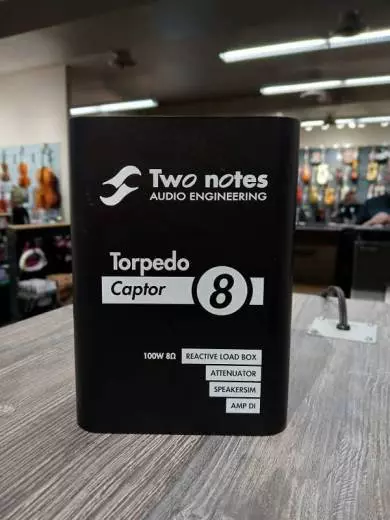 Two notes
AUDIO ENGINEERING
Torpedo
Captor 8
100W 8Ω REACTIVE LOAD BOX
ATTENUATOR
SPEAKERSIM
AMP DI